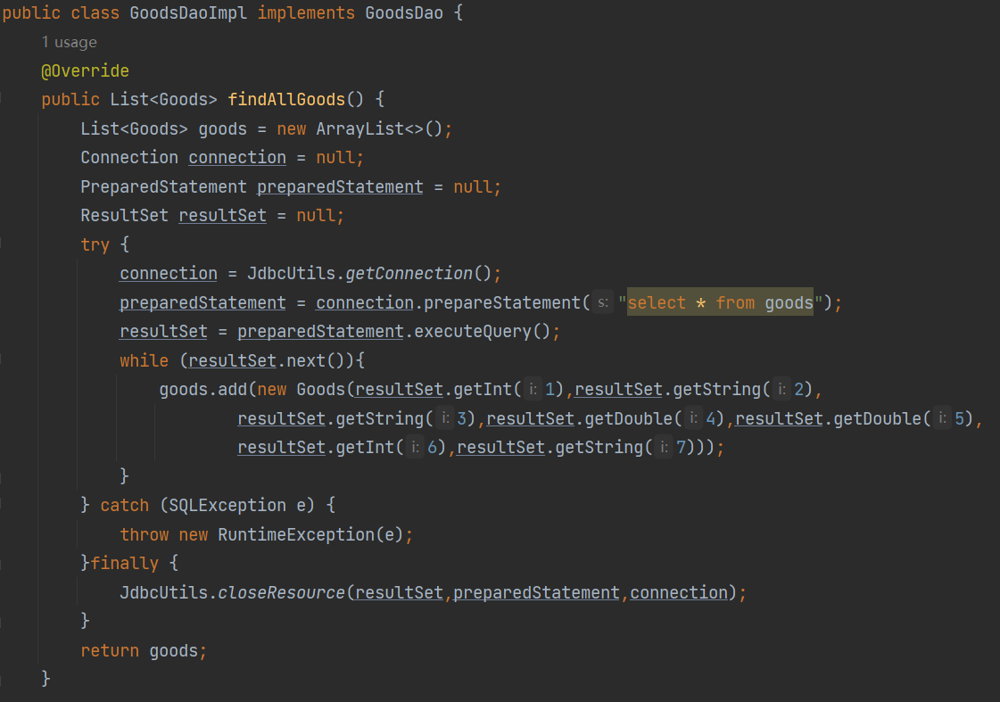 public class GoodsDaoImpl implements GoodsDao {
1 usage
@Override
public List<Goods> findAllGoods() {
List<Goods> goods = new ArrayList<>();
Connection connection = null;
PreparedStatement preparedStatement = null;
ResultSet resultSet = null;
try {
connection = JdbcUtils.getConnection();
preparedStatement = connection.prepareStatement( s: "select * from goods");
resultSet = preparedStatement.executeQuery();
while (resultSet.next()){
goods.add(new Goods(resultSet.getInt( i: 1),resultSet.getString( i: 2),
resultSet.getString( i: 3),resultSet.getDouble( i: 4),resultSet.getDouble( i: 5),
resultSet.getInt( i: 6),resultSet.getString( i: 7)));
}
} catch (SQLException e) {
throw new RuntimeException(e);
}finally {
JdbcUtils.closeResource(resultSet,preparedStatement,connection);
}
return goods;
}